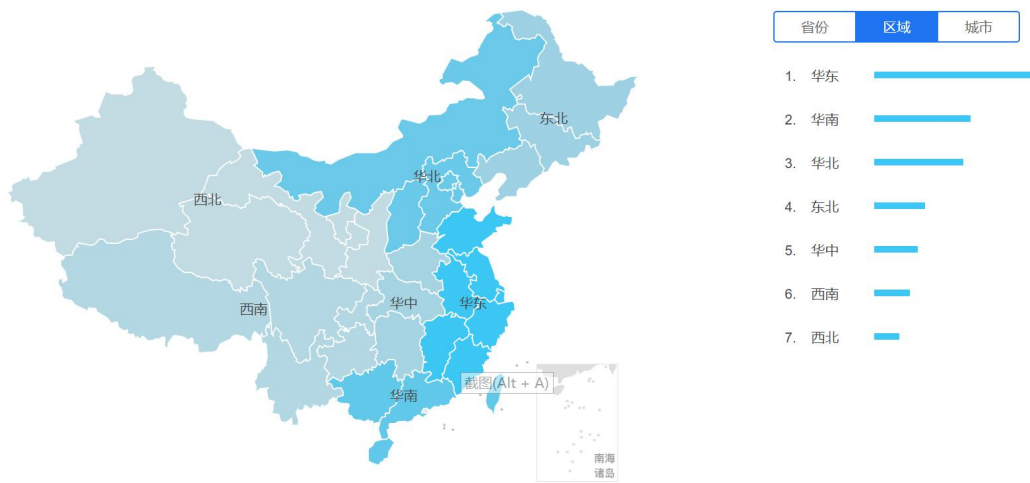 省份 区域 城市
1. 华东
2. 华南
3. 华北
4. 东北
5. 华中
6. 西南
7. 西北
东北
华北
西北
西南
华中
华东
截图(Alt + A)
华南
南海
诸岛